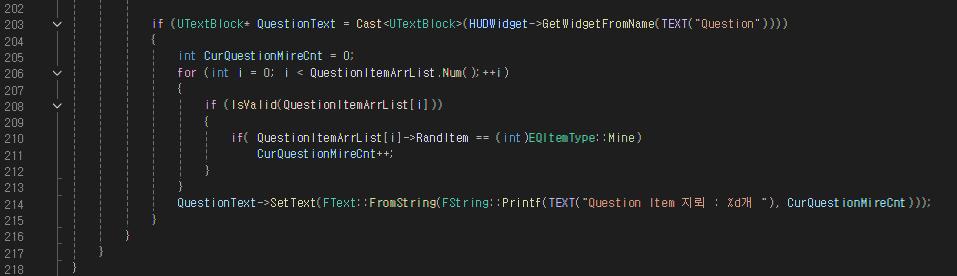 202
203 if (UTextBlock* QuestionText = Cast<UTextBlock>(HUDWidget->GetWidgetFromName(TEXT("Question"))))
204 {
205 int CurQuestionMireCnt = 0;
206 for (int i = 0; i < QuestionItemArrList.Num();++i)
207 {
208 if (IsValid(QuestionItemArrList[i]))
209 {
210 if( QuestionItemArrList[i]->RandItem == (int)EQItemType::Mine)
211 CurQuestionMireCnt++;
212 }
213 }
214 QuestionText->SetText(FText::FromString(FString::Printf(TEXT("Question Item 지뢰 : %d개 "), CurQuestionMireCnt)));
215 }
216 }
217 }
218 }